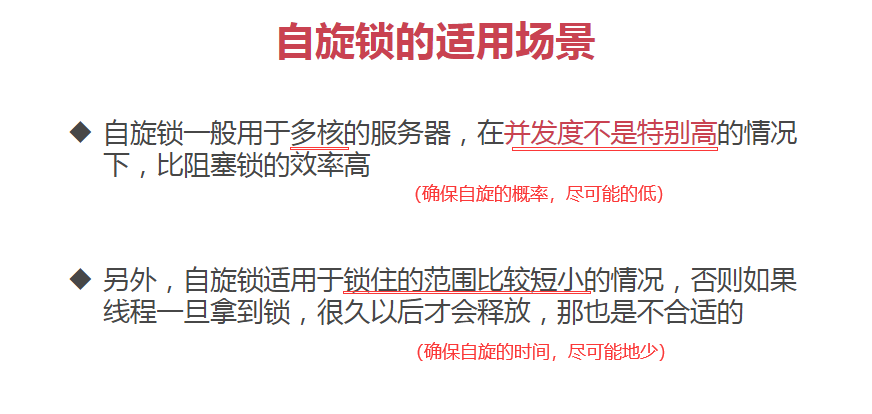 自旋锁的适用场景
◆ 自旋锁一般用于多核的服务器，在并发度不是特别高的情况
下，比阻塞锁的效率高
（确保自旋的概率，尽可能的低）
◆ 另外，自旋锁适用于锁住的范围比较短小的情况，否则如果
线程一旦拿到锁，很久以后才会释放，那也是不合适的
（确保自旋的时间，尽可能地少）